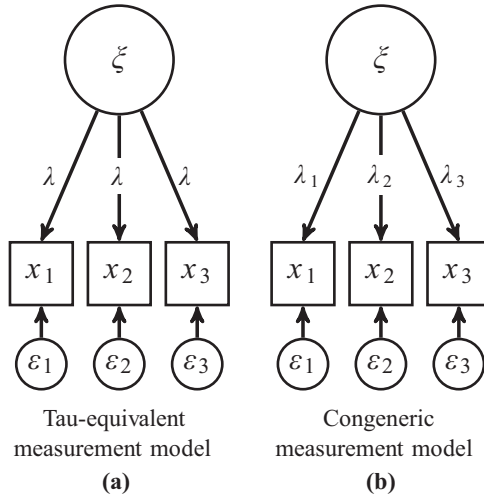 ξ ξ
λ λ λ λ1 λ2 λ3
x1 x2 x3 x1 x2 x3
ε1 ε2 ε3 ε1 ε2 ε3
Tau-equivalent Congeneric
measurement model measurement model
(a) (b)